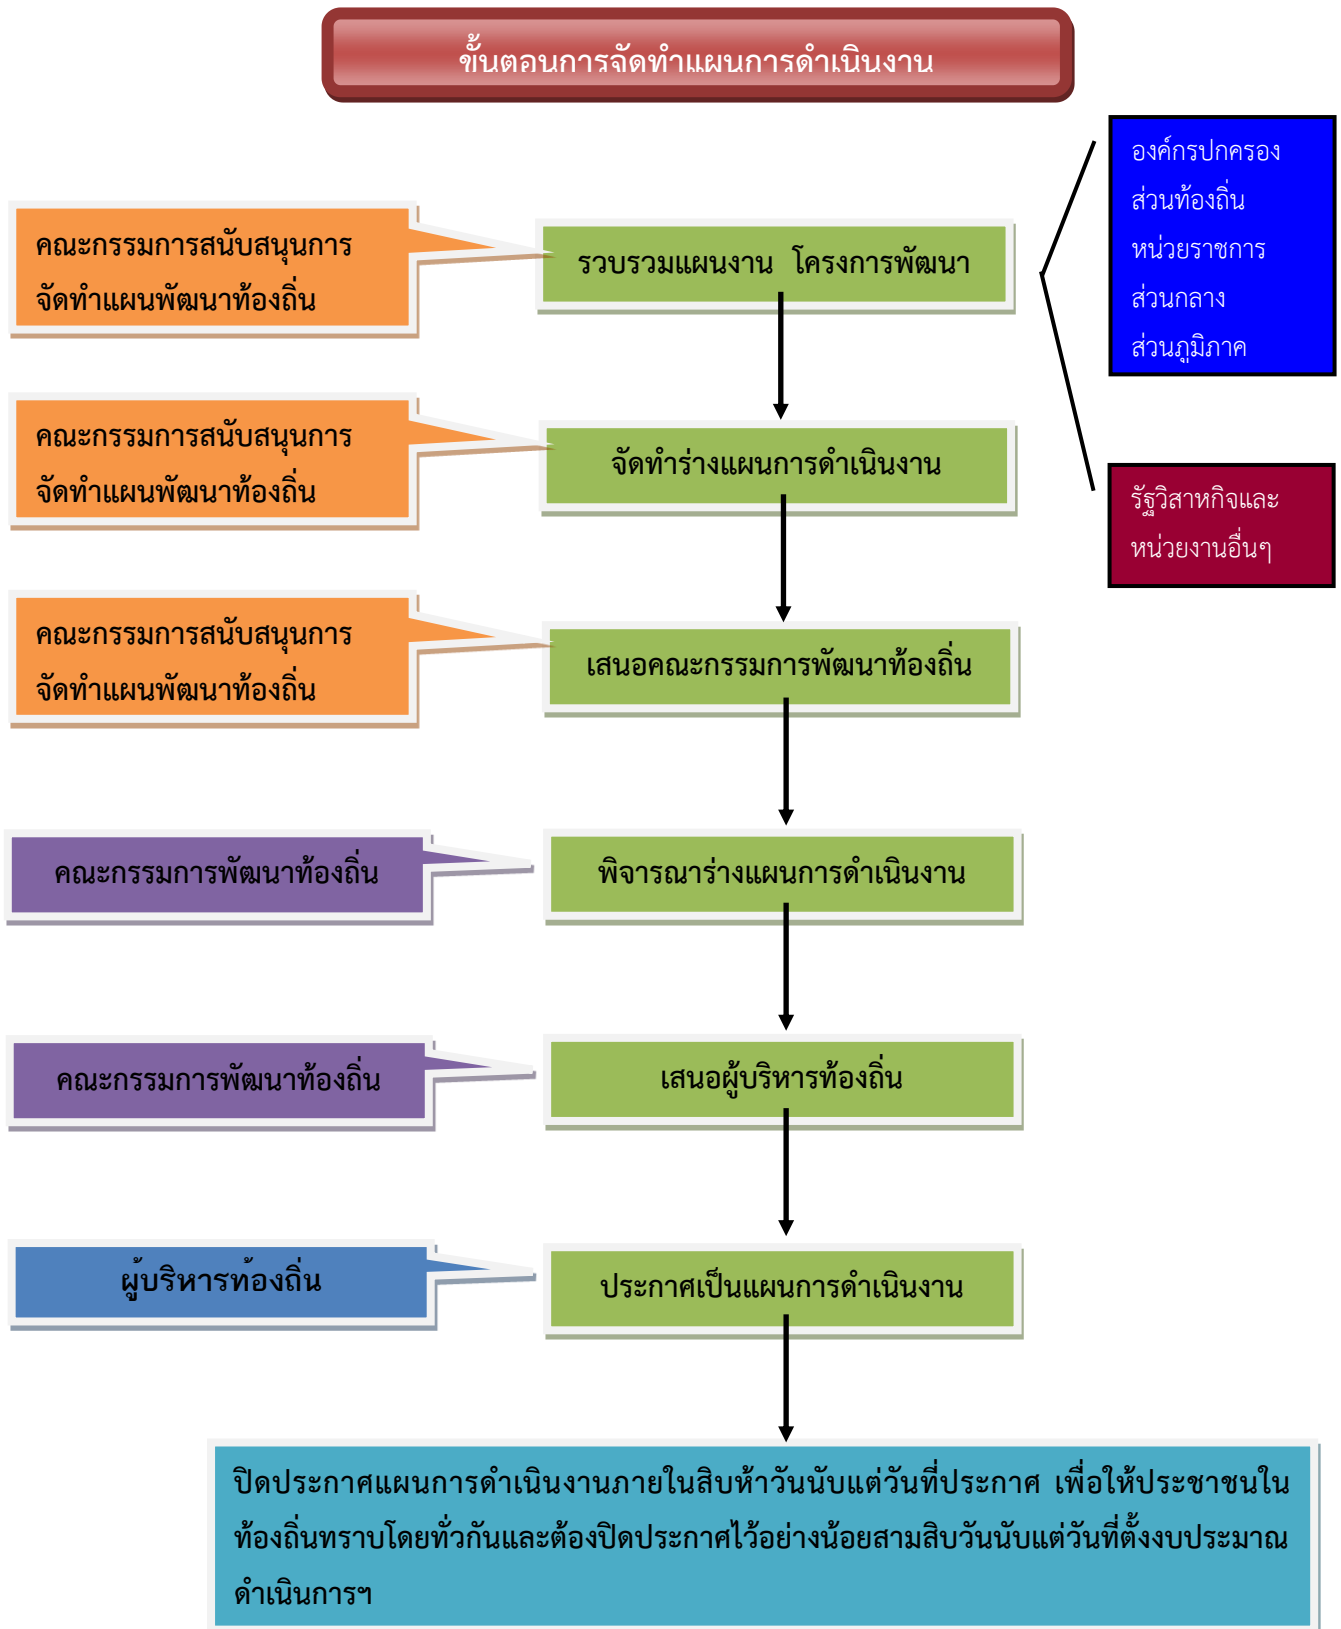 ขั้นตอนการจัดทำแผนการดำเนินงาน
องค์กรปกครอง
ส่วนท้องถิ่น
หน่วยราชการ
ส่วนกลาง
ส่วนภูมิภาค
คณะกรรมการสนับสนุนการ
จัดทำแผนพัฒนาท้องถิ่น
รวบรวมแผนงาน โครงการพัฒนา
คณะกรรมการสนับสนุนการ
จัดทำแผนพัฒนาท้องถิ่น
จัดทำร่างแผนการดำเนินงาน
รัฐวิสาหกิจและ
หน่วยงานอื่นๆ
คณะกรรมการสนับสนุนการ
จัดทำแผนพัฒนาท้องถิ่น
เสนอคณะกรรมการพัฒนาท้องถิ่น
คณะกรรมการพัฒนาท้องถิ่น
พิจารณาร่างแผนการดำเนินงาน
คณะกรรมการพัฒนาท้องถิ่น
เสนอผู้บริหารท้องถิ่น
ผู้บริหารท้องถิ่น
ประกาศเป็นแผนการดำเนินงาน
ปิดประกาศแผนการดำเนินงานภายในสิบห้าวันนับแต่วันที่ประกาศ เพื่อให้ประชาชนใน
ท้องถิ่นทราบโดยทั่วกันและต้องปิดประกาศไว้อย่างน้อยสามสิบวันนับแต่วันที่ตั้งงบประมาณ
ดำเนินการฯ